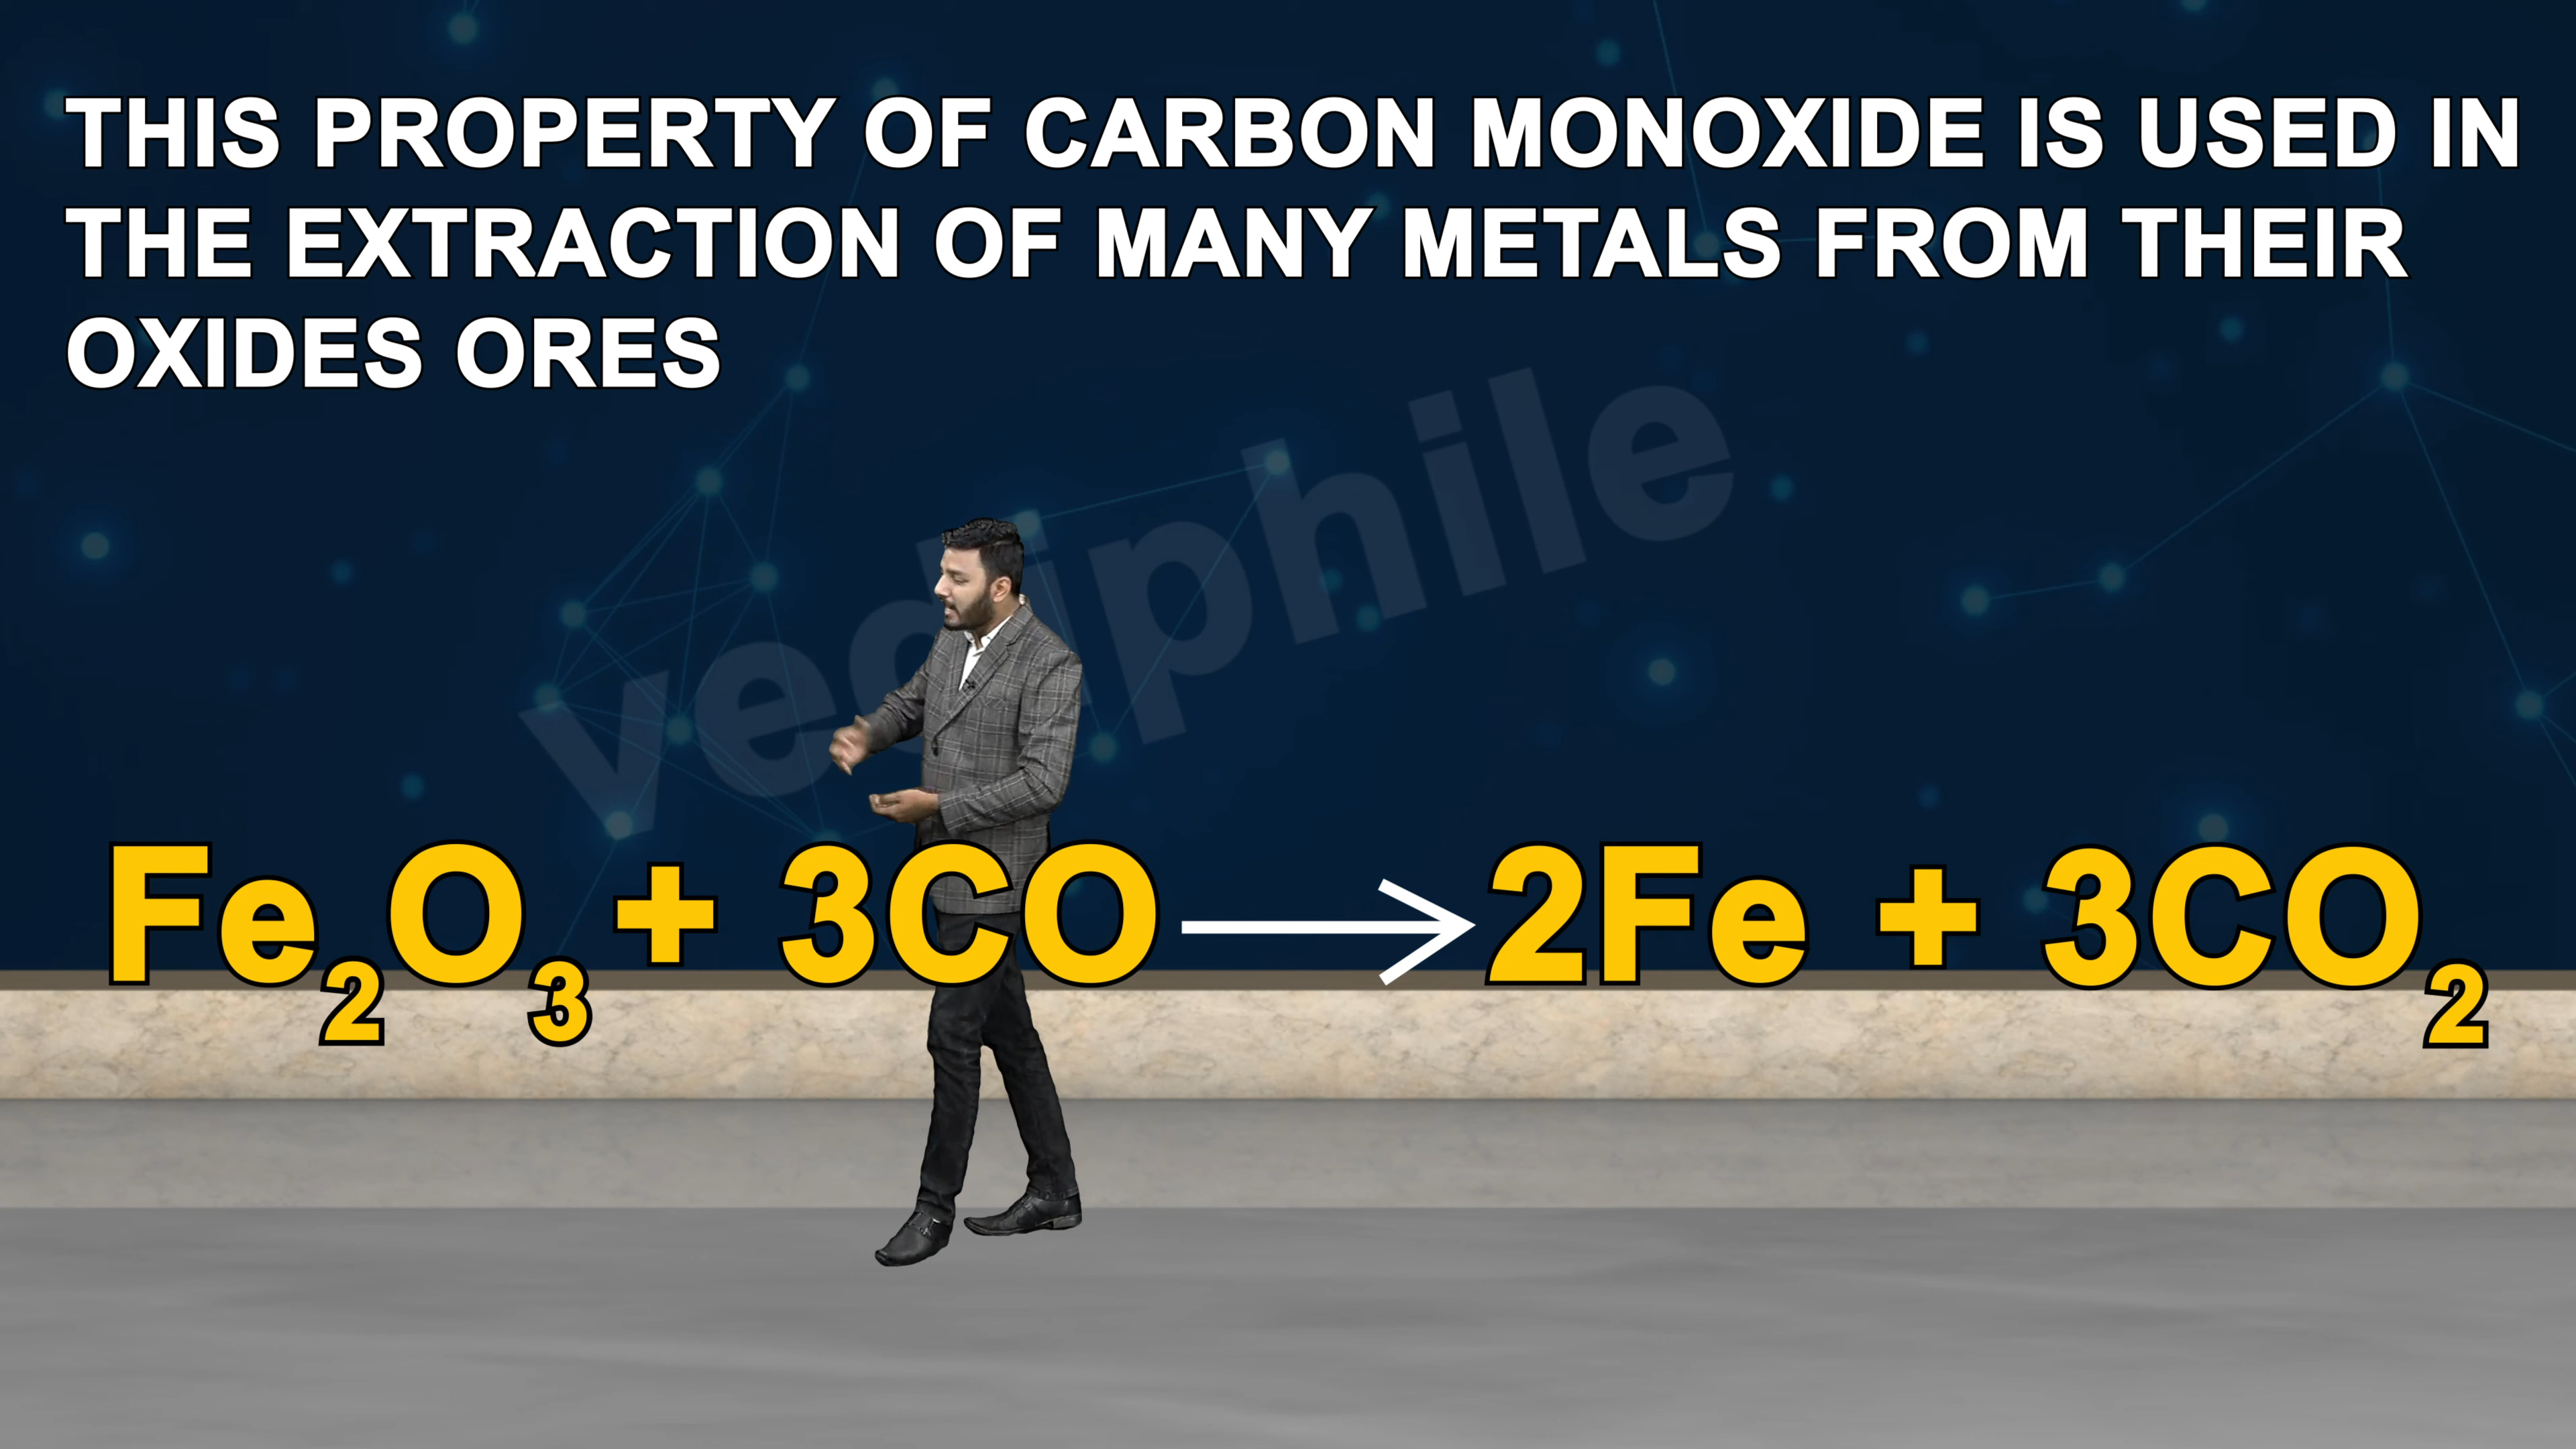 THIS PROPERTY OF CARBON MONOXIDE IS USED IN
THE EXTRACTION OF MANY METALS FROM THEIR
OXIDES ORES
vediphile
Fe₂O₃ + 3CO → 2Fe + 3CO₂